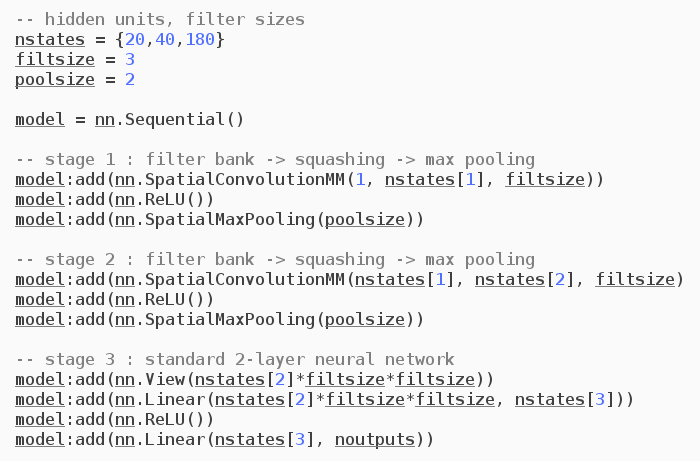 -- hidden units, filter sizes
nstates = {20,40,180}
filtsize = 3
poolsize = 2
model = nn.Sequential()
-- stage 1 : filter bank -> squashing -> max pooling
model:add(nn.SpatialConvolutionMM(1, nstates[1], filtsize))
model:add(nn.ReLU())
model:add(nn.SpatialMaxPooling(poolsize))
-- stage 2 : filter bank -> squashing -> max pooling
model:add(nn.SpatialConvolutionMM(nstates[1], nstates[2], filtsize)
model:add(nn.ReLU())
model:add(nn.SpatialMaxPooling(poolsize))
-- stage 3 : standard 2-layer neural network
model:add(nn.View(nstates[2]*filtsize*filtsize))
model:add(nn.Linear(nstates[2]*filtsize*filtsize, nstates[3]))
model:add(nn.ReLU())
model:add(nn.Linear(nstates[3], noutputs))